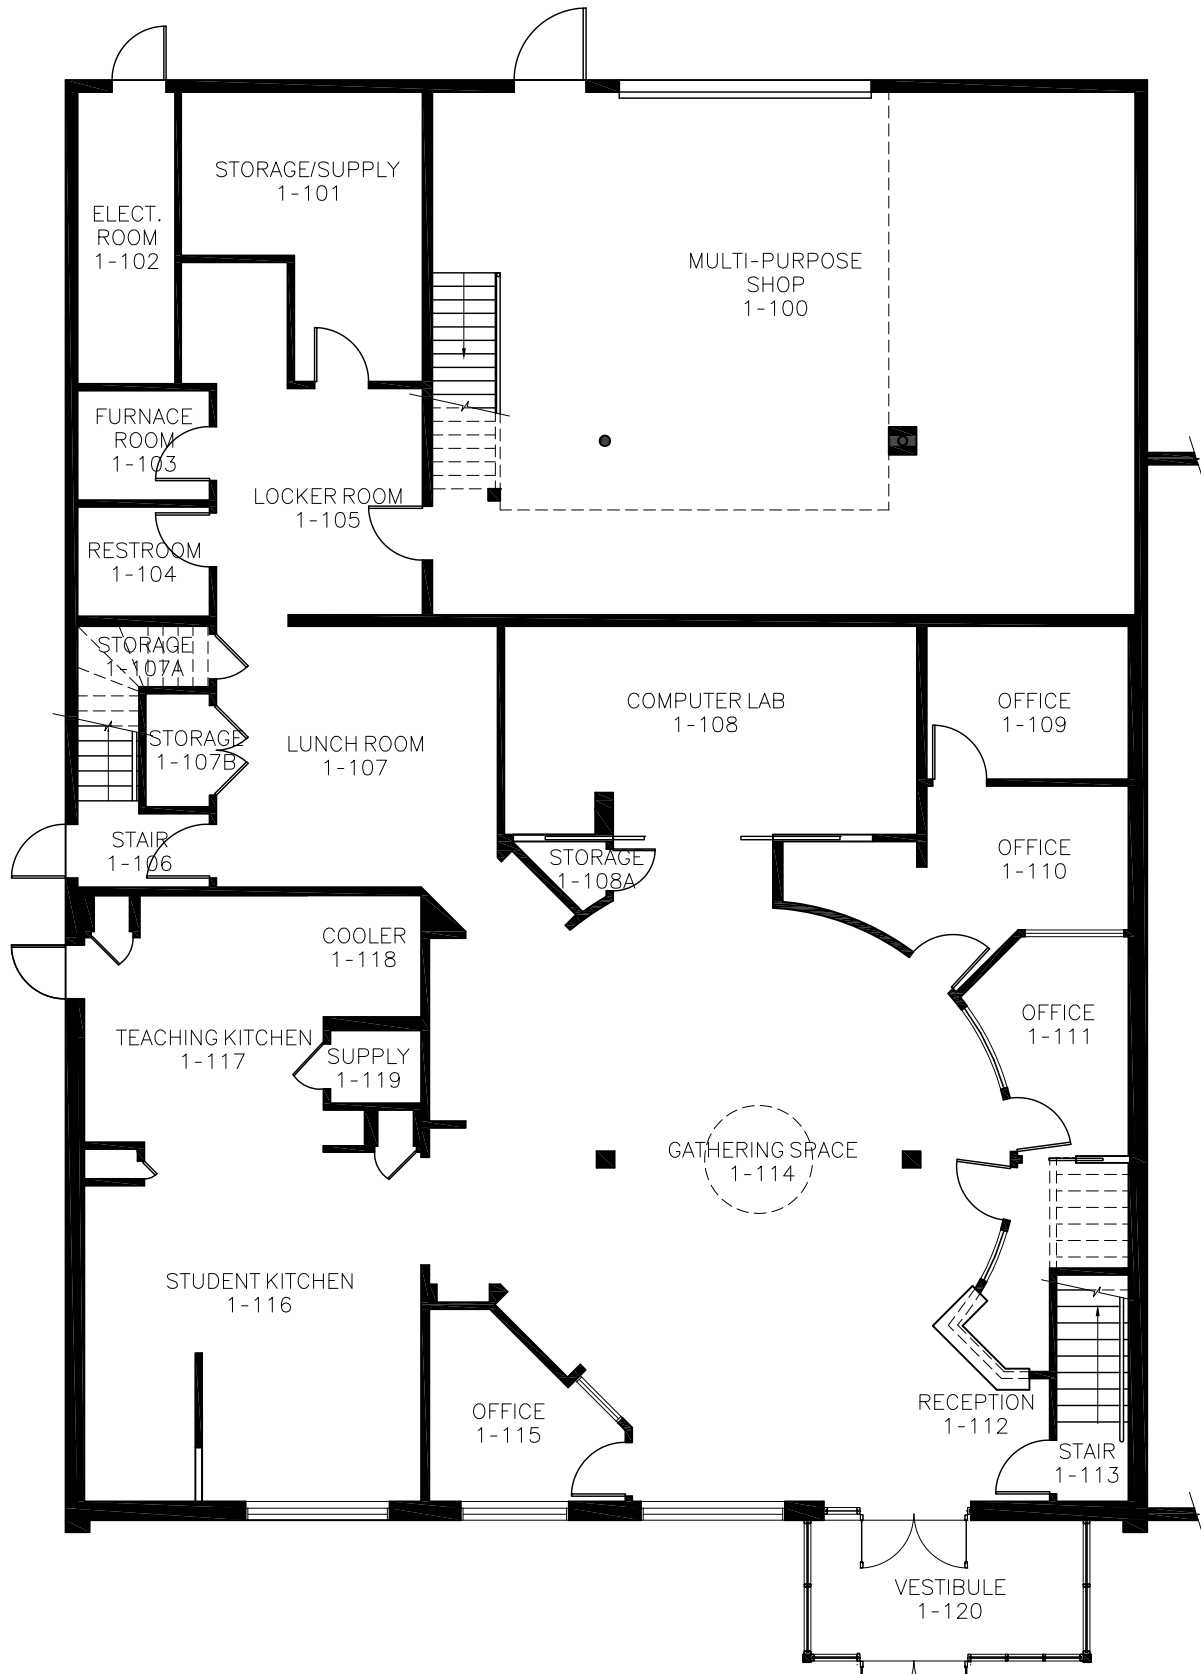 STORAGE/SUPPLY
1-101
ELECT.
ROOM
1-102
MULTI-PURPOSE
SHOP
1-100
FURNACE
ROOM
1-103
LOCKER ROOM
1-105
RESTROOM
1-104
STORAGE
1-107A
COMPUTER LAB
1-108
OFFICE
1-109
STORAGE
1-107B
LUNCH ROOM
1-107
STAIR
1-106
STORAGE
1-108A
OFFICE
1-110
COOLER
1-118
OFFICE
1-111
TEACHING KITCHEN
1-117
SUPPLY
1-119
GATHERING SPACE
1-114
STUDENT KITCHEN
1-116
OFFICE
1-115
RECEPTION
1-112
STAIR
1-113
VESTIBULE
1-120